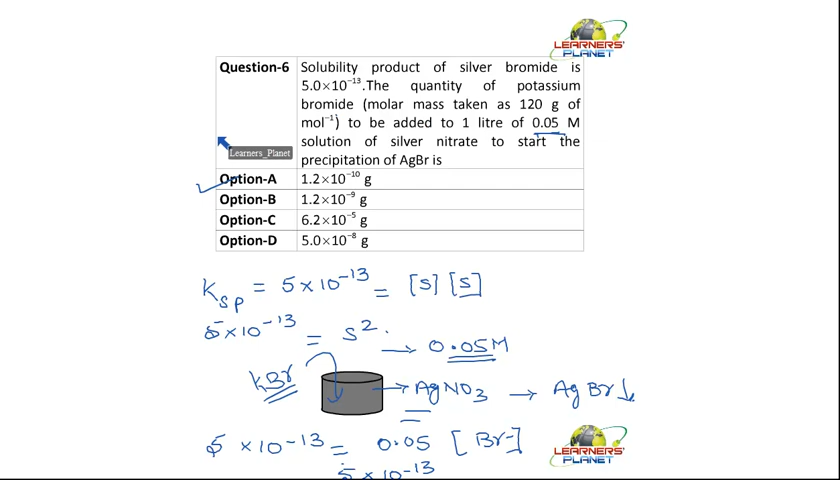 LEARNERS'
PLANET
Question-6 Solubility product of silver bromide is
5.0×10⁻¹³.The quantity of potassium
bromide (molar mass taken as 120 g of
mol⁻¹) to be added to 1 litre of 0.05 M
solution of silver nitrate to start the
Learners_Planet
precipitation of AgBr is
Option-A 1.2×10⁻¹⁰ g
Option-B 1.2×10⁻⁹ g
Option-C 6.2×10⁻⁵ g
Option-D 5.0×10⁻⁸ g
Ksp = 5×10⁻¹³ = [s] [s]
5×10⁻¹³ = s².
→ 0.05M
KBr → AgNO₃ → AgBr↓
5 ×10⁻¹³ = 0.05 [Br⁻]
LEARNERS'
PLANET
5×10⁻¹³